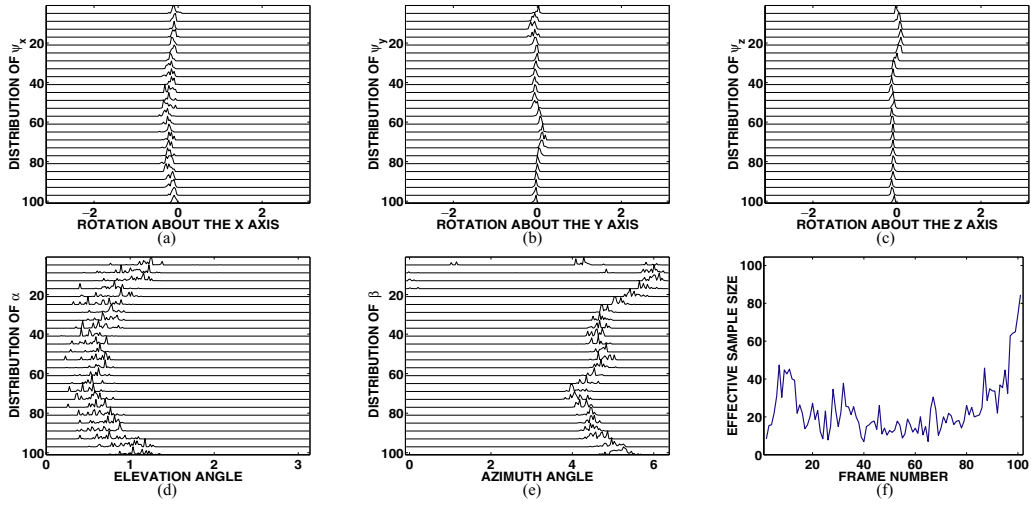 DISTRIBUTION OF ψx
20
40
60
80
100
−2
0
2
ROTATION ABOUT THE X AXIS
(a)
DISTRIBUTION OF ψy
20
40
60
80
100
−2
0
2
ROTATION ABOUT THE Y AXIS
(b)
DISTRIBUTION OF ψz
20
40
60
80
100
−2
0
2
ROTATION ABOUT THE Z AXIS
(c)
DISTRIBUTION OF α
20
40
60
80
100
0
1
2
3
ELEVATION ANGLE
(d)
DISTRIBUTION OF β
20
40
60
80
100
0
2
4
6
AZIMUTH ANGLE
(e)
EFFECTIVE SAMPLE SIZE
100
80
60
40
20
0
20
40
60
80
100
FRAME NUMBER
(f)